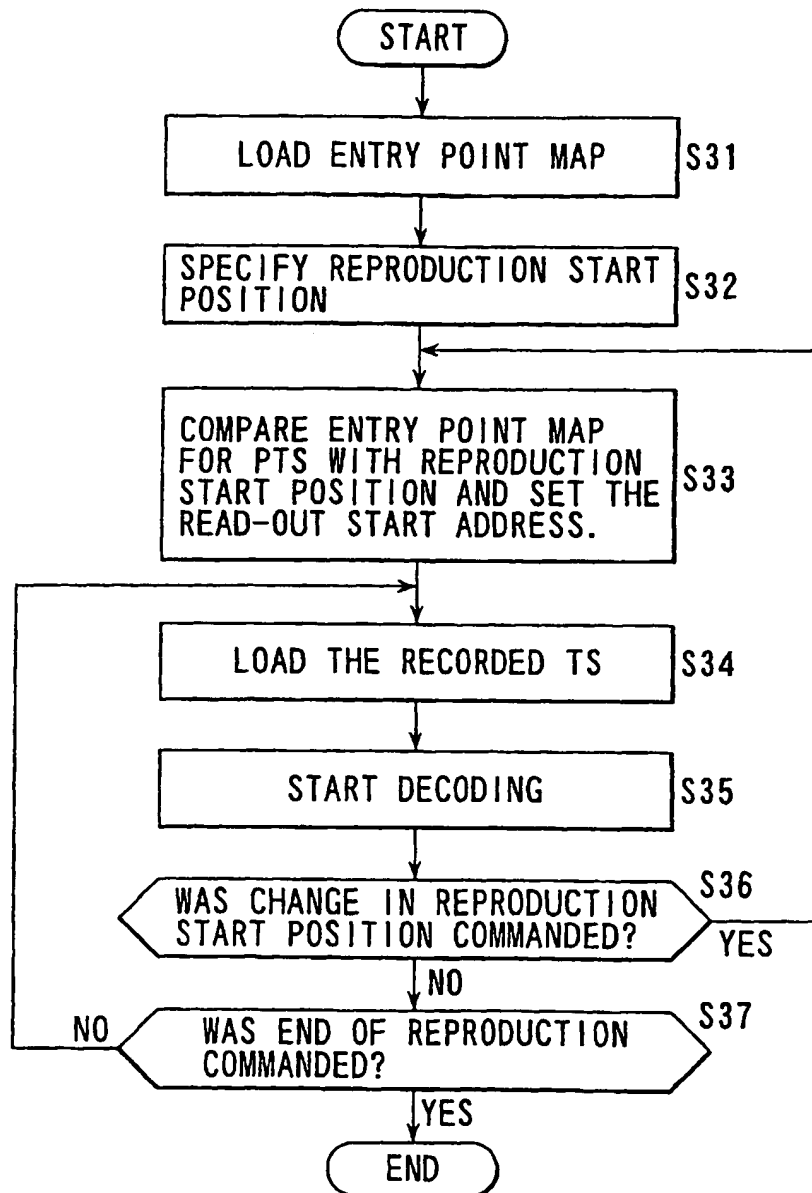 START
LOAD ENTRY POINT MAP
S31
SPECIFY REPRODUCTION START
POSITION
S32
COMPARE ENTRY POINT MAP
FOR PTS WITH REPRODUCTION
START POSITION AND SET THE
READ-OUT START ADDRESS.
S33
LOAD THE RECORDED TS
S34
START DECODING
S35
S36
WAS CHANGE IN REPRODUCTION
START POSITION COMMANDED?
YES
NO
S37
NO
WAS END OF REPRODUCTION
COMMANDED?
YES
END